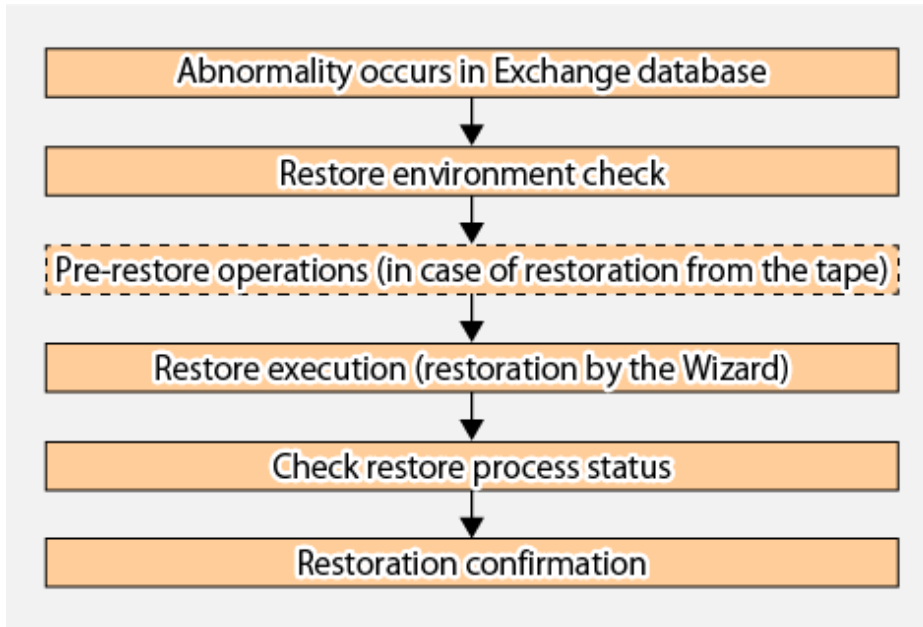 Abnormality occurs in Exchange database
Restore environment check
Pre-restore operations (in case of restoration from the tape)
Restore execution (restoration by the Wizard)
Check restore process status
Restoration confirmation